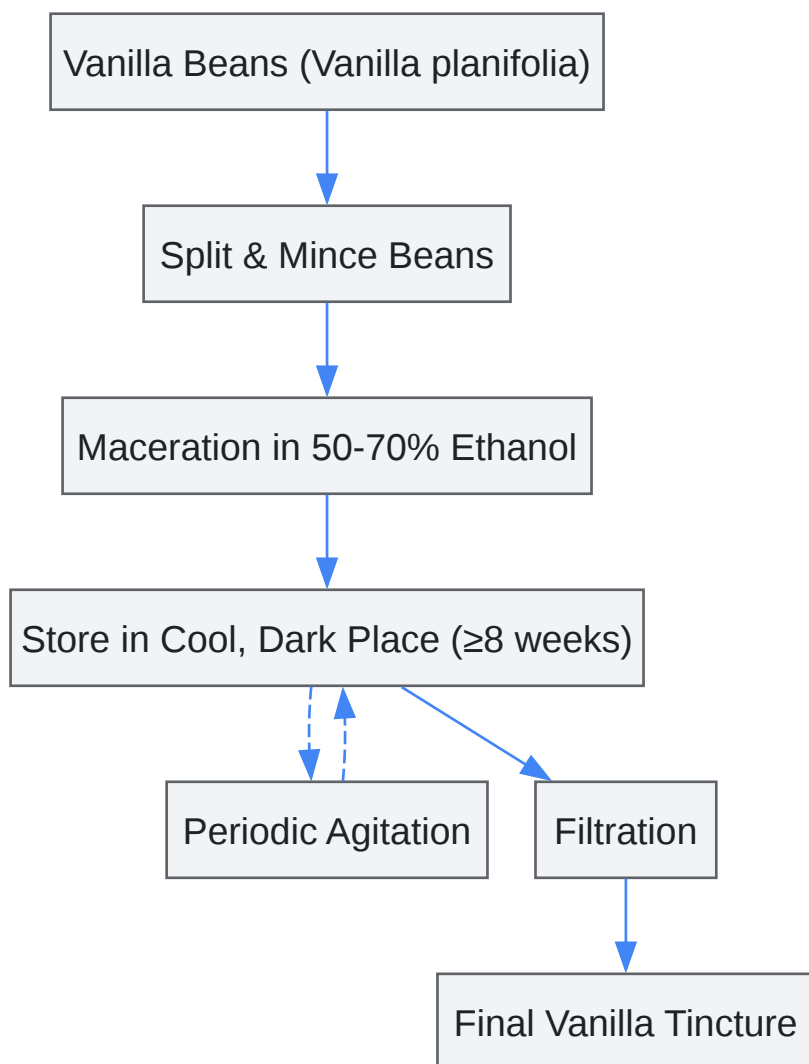 Vanilla Beans (Vanilla planifolia)
Split & Mince Beans
Maceration in 50-70% Ethanol
Store in Cool, Dark Place (≥8 weeks)
Periodic Agitation
Filtration
Final Vanilla Tincture